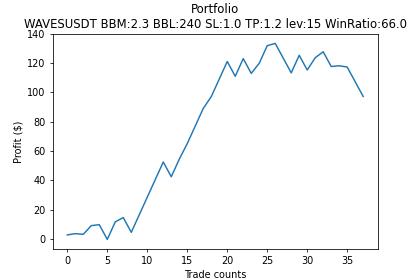 Portfolio
WAVESUSDT BBM:2.3 BBL:240 SL:1.0 TP:1.2 lev:15 WinRatio:66.0
140
120
100
80
60
40
20
0
Profit ($)
0 5 10 15 20 25 30 35
Trade counts